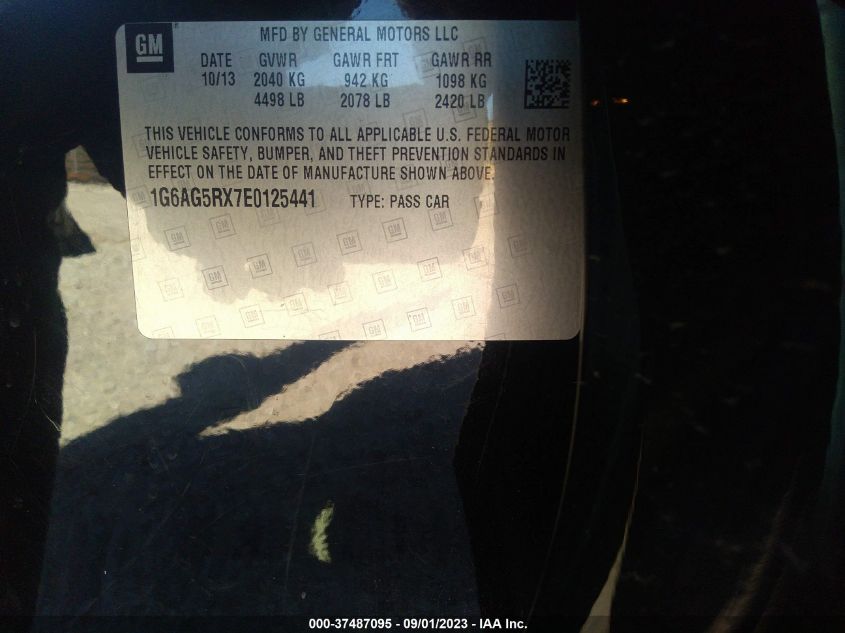 GM
MFD BY GENERAL MOTORS LLC
DATE GVWR GAWR FRT GAWR RR
10/13 2040 KG 942 KG 1098 KG
4498 LB 2078 LB 2420 LB
THIS VEHICLE CONFORMS TO ALL APPLICABLE U.S. FEDERAL MOTOR
VEHICLE SAFETY, BUMPER, AND THEFT PREVENTION STANDARDS IN
EFFECT ON THE DATE OF MANUFACTURE SHOWN ABOVE.
1G6AG5RX7E0125441 TYPE: PASS CAR
000-37487095 - 09/01/2023 - IAA Inc.